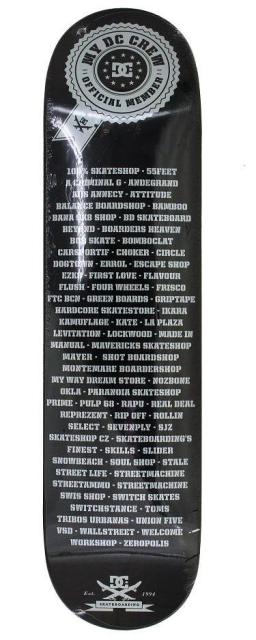 MY DC CREW
DC
OFFICIAL MEMBER
100% SKATESHOP - 55FEET
A CRIMINAL G - ANDEGRAND
ANNECY - ATTITUDE
BALANCE BOARDSHOP - BAMBOO
BANA SKB SHOP - BD SKATEBOARD
BEYOND - BOARDERS HEAVEN
SHOP - BOMBOCLAT
CARSPORTIF - CHOKER - CIRCLE
DOGTOWN - ERROL - ESCAPE SHOP
EZKE - FIRST LOVE - FLAVOUR
FLUSH - FOUR WHEELS - FRISCO
FTC BCN - GREEN BOARDS - GRIPTAPE
HARDCORE SKATESTORE - IKARA
KAMUFLAGE - KATE - LA PLAZA
LEVITATION - LOCKWOOD - MADE IN
MANUAL - MAVERICKS SKATESHOP
MAYER - SHOT BOARDSHOP
MONTEMARE BOARDERSHOP
MY WAY DREAM STORE - NOZBONE
OKLA - PARANOIA SKATESHOP
PRIME - PULP 68 - RAPU - REAL DEAL
REPREZENT - RIP OFF - ROLLIN
SELECT - SEVENPLY - SJZ
SKATESHOP CZ - SKATEBOARDING'S
FINEST - SKILLS - SLIDER
SNOWBEACH - SOUL SHOP - STALE
STREET LIFE - STREETMACHINE
STREETAMMO - STREETMACHINE
SWIS SHOP - SWITCH SKATES
SWITCHSTANCE - TOMS
TRIBOS URBANAS - UNION FIVE
VSD - WALLSTREET - WELCOME
WORKSHOP - ZEROPOLIS
DC
Est. 1994
SKATEBOARDING